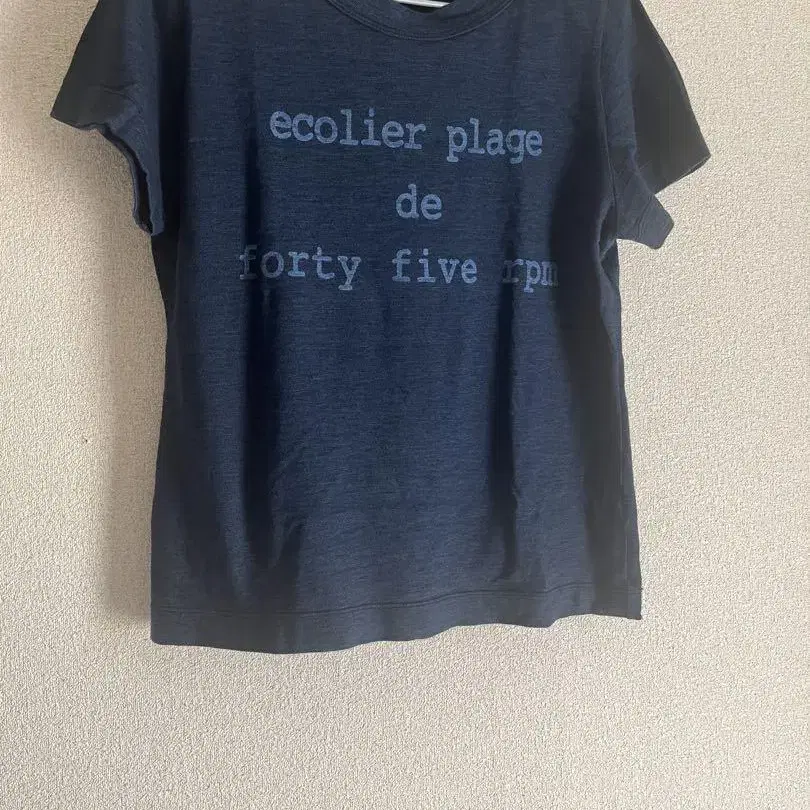 ecolier plage
de
forty five rpm